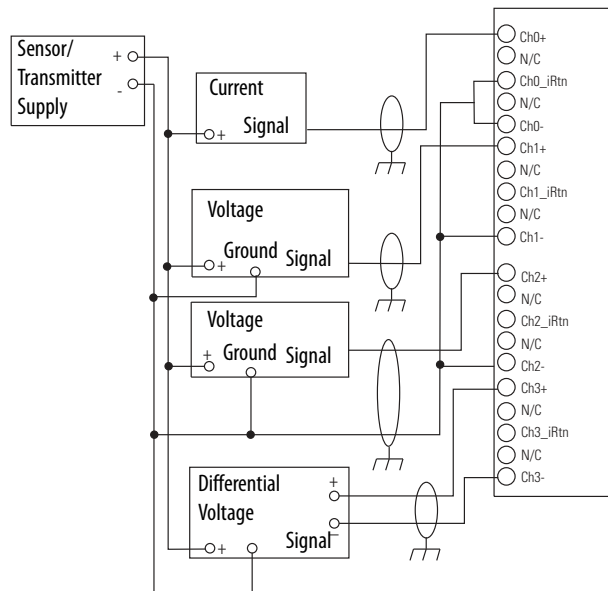 Sensor/
Transmitter
Supply
+
-
Current
Signal
+
Voltage
Ground
Signal
+
Voltage
Ground
Signal
+
Differential
Voltage
+
Signal
–
+
Ch0+
N/C
Ch0_iRtn
N/C
Ch0-
Ch1+
N/C
Ch1_iRtn
N/C
Ch1-
Ch2+
N/C
Ch2_iRtn
N/C
Ch2-
Ch3+
N/C
Ch3_iRtn
N/C
Ch3-